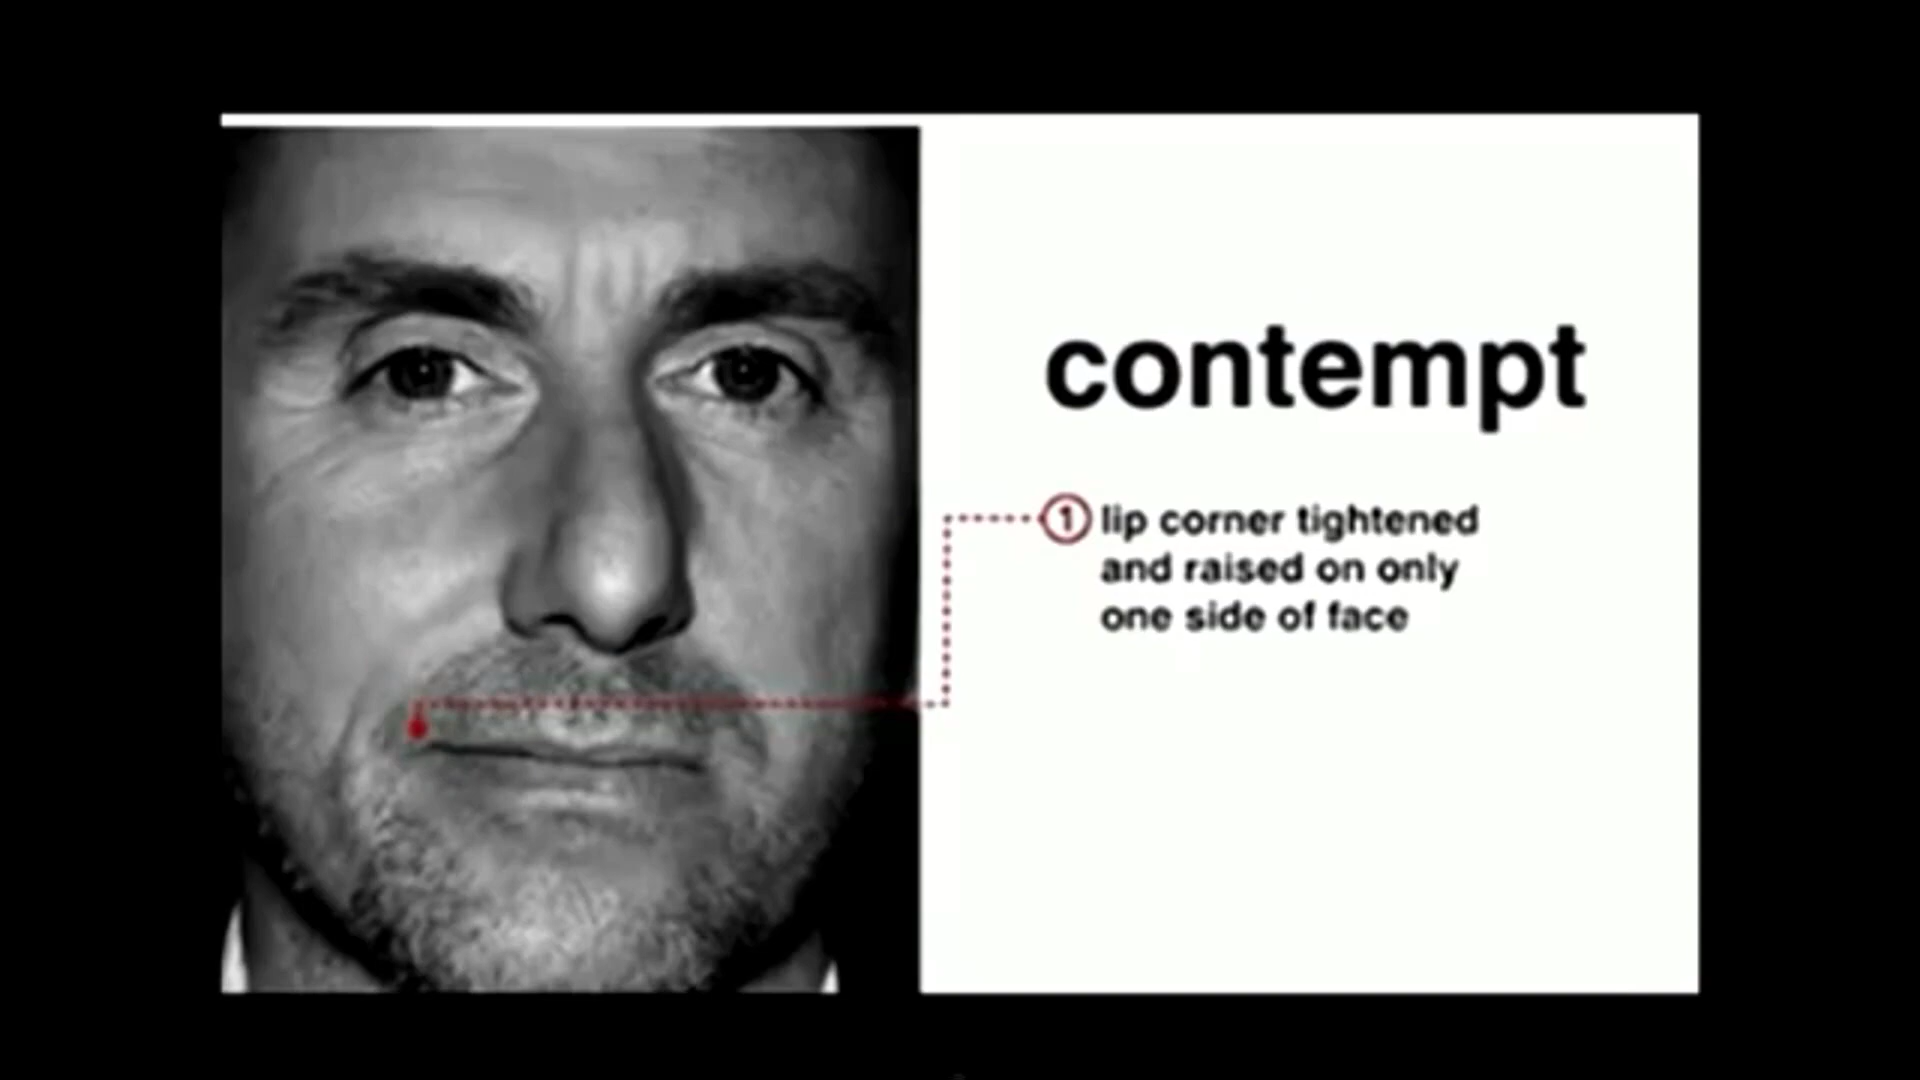 contempt
1 lip corner tightened
and raised on only
one side of face